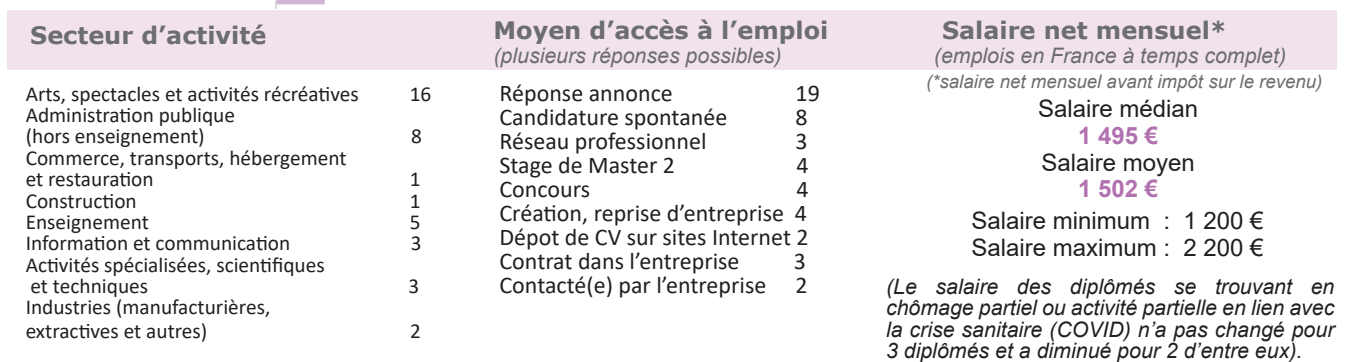 Secteur d’activité
Arts, spectacles et activités récréatives 16
Administration publique
(hors enseignement) 8
Commerce, transports, hébergement
et restauration 1
Construction 1
Enseignement 5
Information et communication 3
Activités spécialisées, scientifiques
et techniques 3
Industries (manufacturières,
extractives et autres) 2
Moyen d’accès à l’emploi
(plusieurs réponses possibles)
Réponse annonce 19
Candidature spontanée 8
Réseau professionnel 3
Stage de Master 2 4
Concours 4
Création, reprise d’entreprise 4
Dépot de CV sur sites Internet 2
Contrat dans l’entreprise 3
Contacté(e) par l’entreprise 2
Salaire net mensuel*
(emplois en France à temps complet)
(*salaire net mensuel avant impôt sur le revenu)
Salaire médian
1 495 €
Salaire moyen
1 502 €
Salaire minimum : 1 200 €
Salaire maximum : 2 200 €
(Le salaire des diplômés se trouvant en
chômage partiel ou activité partielle en lien avec
la crise sanitaire (COVID) n’a pas changé pour
3 diplômés et a diminué pour 2 d’entre eux).